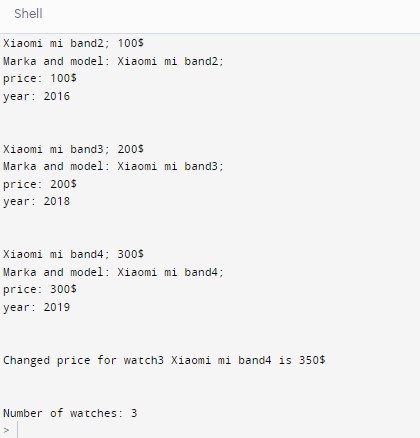 Shell
Xiaomi mi band2; 100$
Marka and model: Xiaomi mi band2;
price: 100$
year: 2016
Xiaomi mi band3; 200$
Marka and model: Xiaomi mi band3;
price: 200$
year: 2018
Xiaomi mi band4; 300$
Marka and model: Xiaomi mi band4;
price: 300$
year: 2019
Changed price for watch3 Xiaomi mi band4 is 350$
Number of watches: 3
>